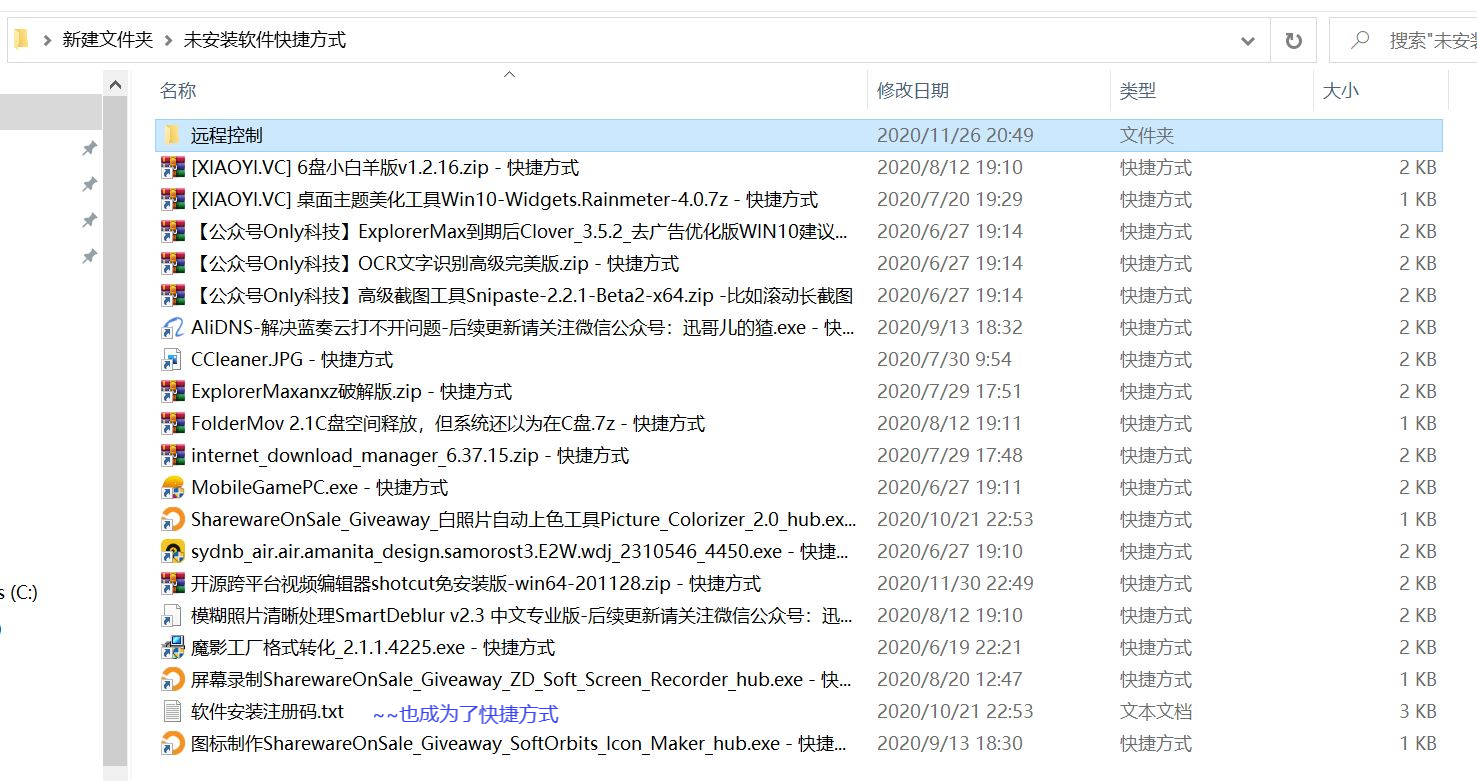 新建文件夹 > 未安装软件快捷方式 搜索"未安装
名称 修改日期 类型 大小
远程控制 2020/11/26 20:49 文件夹
[XIAOYI.VC] 6盘小白羊版v1.2.16.zip - 快捷方式 2020/8/12 19:10 快捷方式 2 KB
[XIAOYI.VC] 桌面主题美化工具Win10-Widgets.Rainmeter-4.0.7z - 快捷方式 2020/7/20 19:29 快捷方式 1 KB
【公众号Only科技】ExplorerMax到期后Clover_3.5.2_去广告优化版WIN10建议... 2020/6/27 19:14 快捷方式 2 KB
【公众号Only科技】OCR文字识别高级完美版.zip - 快捷方式 2020/6/27 19:14 快捷方式 2 KB
【公众号Only科技】高级截图工具Snipaste-2.2.1-Beta2-x64.zip -比如滚动长截图 2020/6/27 19:14 快捷方式 2 KB
AliDNS-解决蓝奏云打不开问题-后续更新请关注微信公众号：迅哥儿的猹.exe - 快... 2020/9/13 18:32 快捷方式 2 KB
CCleaner.JPG - 快捷方式 2020/7/30 9:54 快捷方式 2 KB
ExplorerMaxanxz破解版.zip - 快捷方式 2020/7/29 17:51 快捷方式 2 KB
FolderMov 2.1C盘空间释放，但系统还以为在C盘.7z - 快捷方式 2020/8/12 19:11 快捷方式 1 KB
internet_download_manager_6.37.15.zip - 快捷方式 2020/7/29 17:48 快捷方式 2 KB
MobileGamePC.exe - 快捷方式 2020/6/27 19:11 快捷方式 2 KB
SharewareOnSale_Giveaway_白照片自动上色工具Picture_Colorizer_2.0_hub.ex... 2020/10/21 22:53 快捷方式 1 KB
sydnb_air.air.amanita_design.samorost3.E2W.wdj_2310546_4450.exe - 快捷... 2020/6/27 19:10 快捷方式 2 KB
开源跨平台视频编辑器shotcut免安装版-win64-201128.zip - 快捷方式 2020/11/30 22:49 快捷方式 2 KB
s (C:)
模糊照片清晰处理SmartDeblur v2.3 中文专业版-后续更新请关注微信公众号：迅... 2020/8/12 19:10 快捷方式 2 KB
魔影工厂格式转化_2.1.1.4225.exe - 快捷方式 2020/6/19 22:21 快捷方式 2 KB
屏幕录制SharewareOnSale_Giveaway_ZD_Soft_Screen_Recorder_hub.exe - 快... 2020/8/20 12:47 快捷方式 1 KB
软件安装注册码.txt ~~也成为了快捷方式 2020/10/21 22:53 文本文档 3 KB
图标制作SharewareOnSale_Giveaway_SoftOrbits_Icon_Maker_hub.exe - 快捷... 2020/9/13 18:30 快捷方式 1 KB